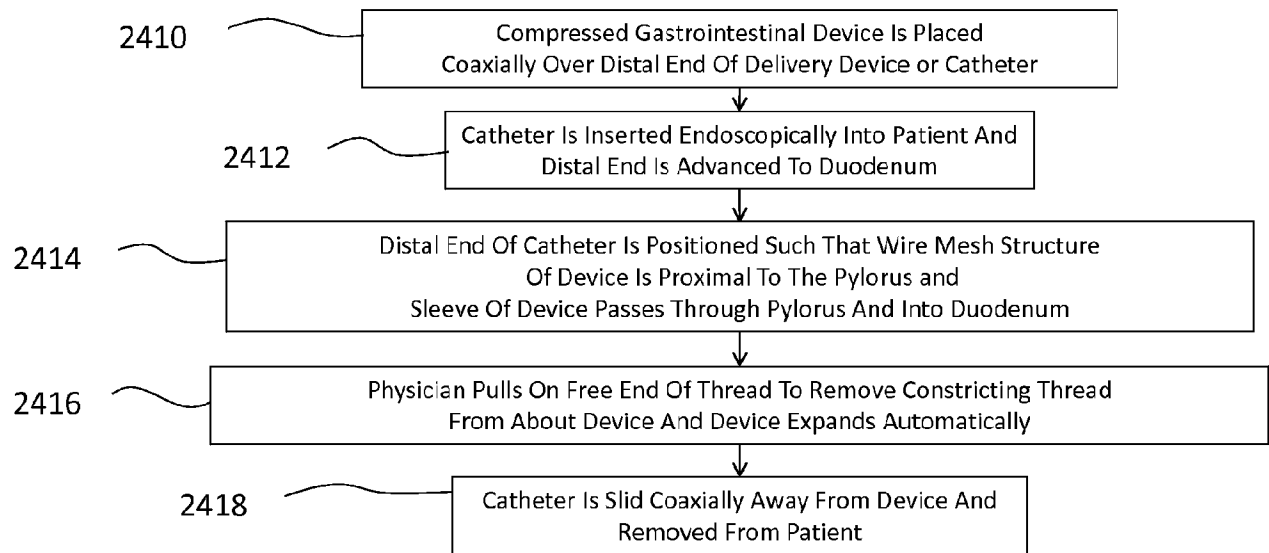 2410
Compressed Gastrointestinal Device Is Placed
Coaxially Over Distal End Of Delivery Device or Catheter
2412
Catheter Is Inserted Endoscopically Into Patient And
Distal End Is Advanced To Duodenum
2414
Distal End Of Catheter Is Positioned Such That Wire Mesh Structure
Of Device Is Proximal To The Pylorus and
Sleeve Of Device Passes Through Pylorus And Into Duodenum
2416
Physician Pulls On Free End Of Thread To Remove Constricting Thread
From About Device And Device Expands Automatically
2418
Catheter Is Slid Coaxially Away From Device And
Removed From Patient